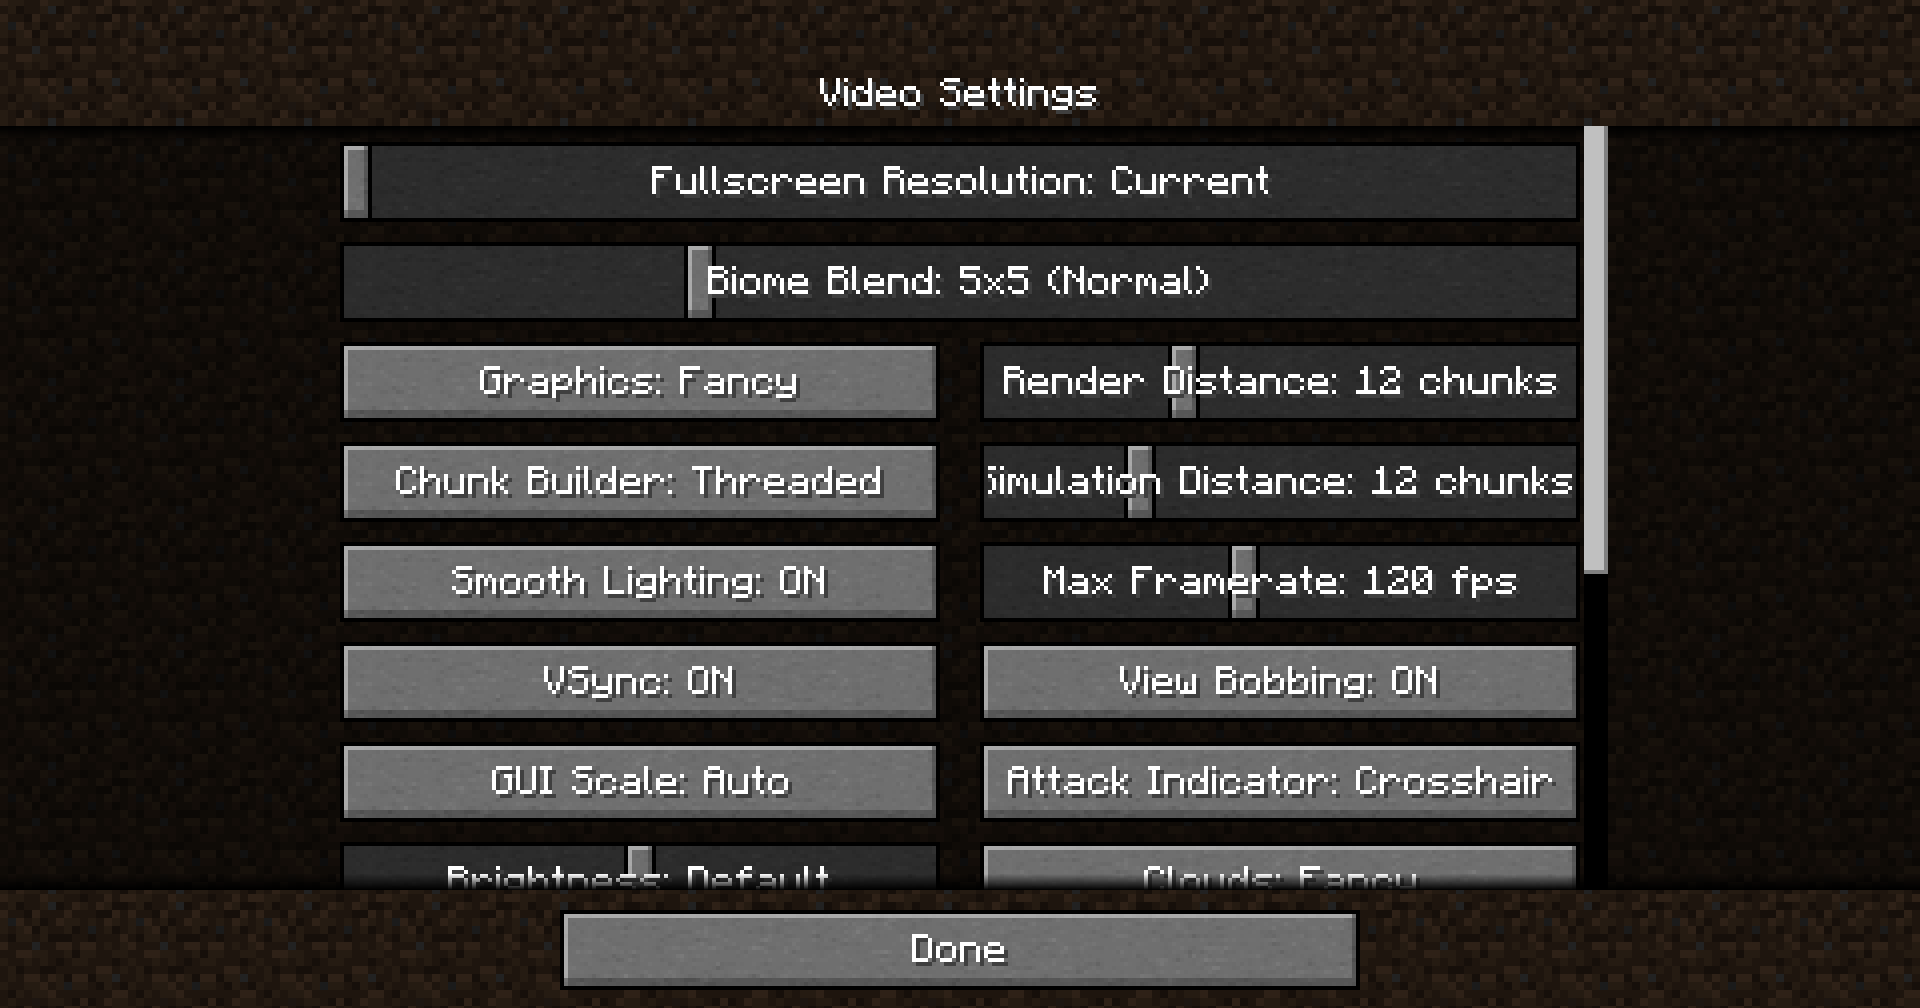 Video Settings
Fullscreen Resolution: Current
Biome Blend: 5x5 (Normal)
Graphics: Fancy
Render Distance: 12 chunks
Chunk Builder: Threaded
Simulation Distance: 12 chunks
Smooth Lighting: ON
Max Framerate: 120 fps
VSync: ON
View Bobbing: ON
GUI Scale: Auto
Attack Indicator: Crosshair
Brightness: Default
Clouds: Fancy
Done